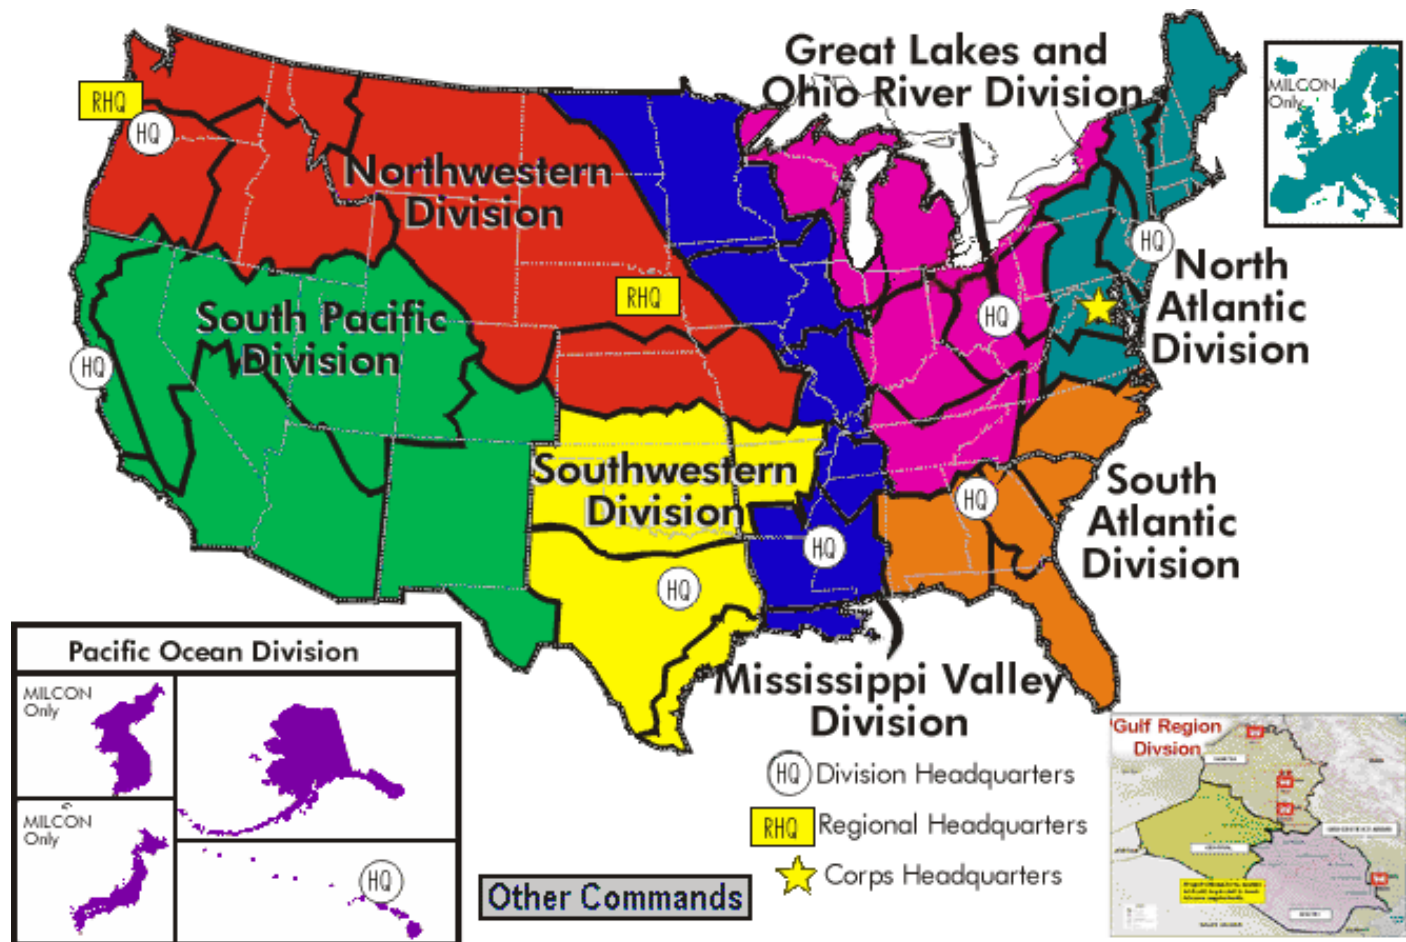 Great Lakes and
Ohio River Division
MILCON
Only
RHQ
HQ
Northwestern
Division
HQ
North
Atlantic
Division
RHQ
HQ
South Pacific
Division
HQ
Southwestern
Division
HQ
South
Atlantic
Division
HQ
HQ
Mississippi Valley
Division
Pacific Ocean Division
MILCON
Only
MILCON
Only
HQ
HQ Division Headquarters
RHQ Regional Headquarters
Corps Headquarters
Other Commands
Gulf Region
Divsion